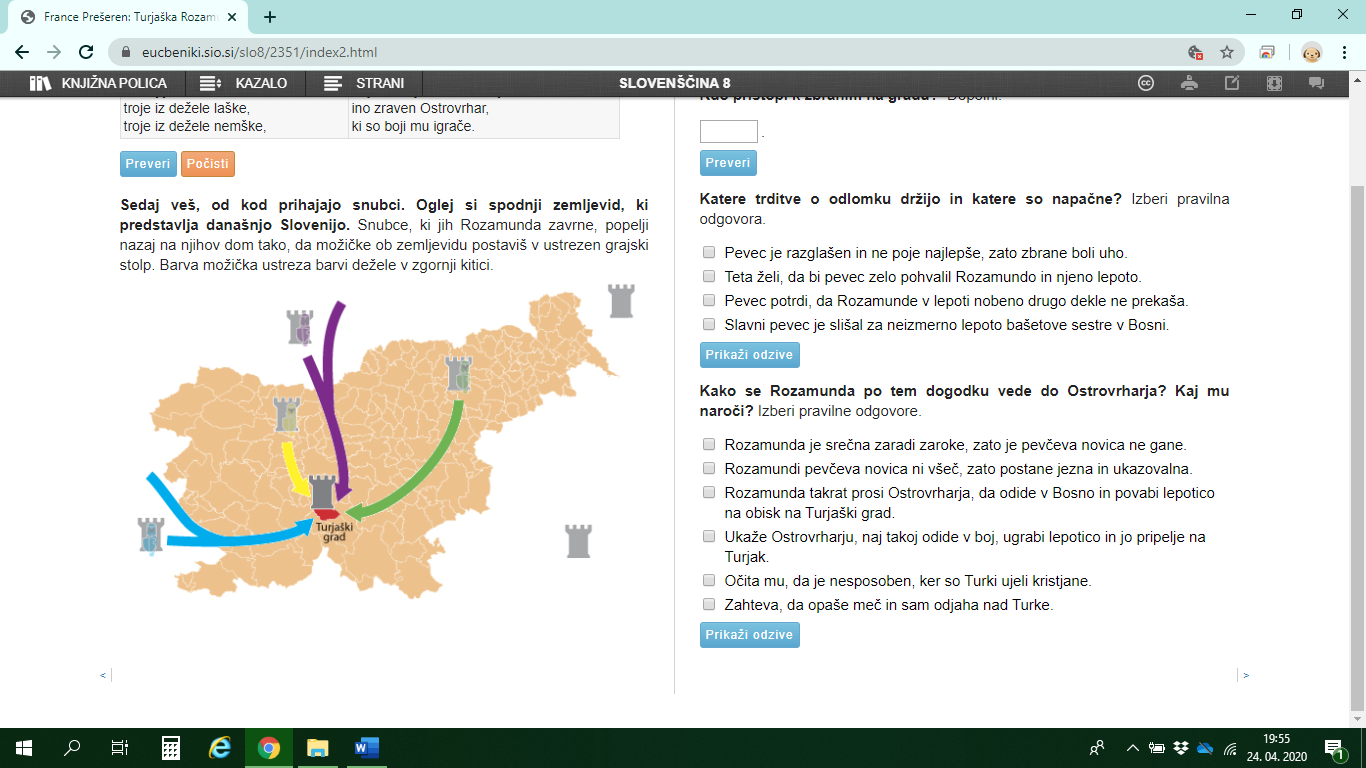 France Prešeren: Turjaška Rozam
eucbeniki.sio.si/slo8/2351/index2.html
KNJIŽNA POLICA
KAZALO
STRANI
SLOVENŠČINA 8
troje iz dežele laške,
troje iz dežele nemške,
ino zraven Ostrovrhar,
ki so boji mu igrače.
Preveri
Počisti
Sedaj veš, od kod prihajajo snubci. Oglej si spodnji zemljevid, ki
predstavlja današnjo Slovenijo. Snubce, ki jih Rozamunda zavrne, popelji
nazaj na njihov dom tako, da možičke ob zemljevidu postaviš v ustrezen grajski
stolp. Barva možička ustreza barvi dežele v zgornji kitici.
Turjaški
grad
<
Kdo pristopi k zbranim na gradu? Dopolni.
.
Preveri
Katere trditve o odlomku držijo in katere so napačne? Izberi pravilna
odgovora.
Pevec je razglašen in ne poje najlepše, zato zbrane boli uho.
Teta želi, da bi pevec zelo pohvalil Rozamundo in njeno lepoto.
Pevec potrdi, da Rozamunde v lepoti nobeno drugo dekle ne prekaša.
Slavni pevec je slišal za neizmerno lepoto bašetove sestre v Bosni.
Prikaži odzive
Kako se Rozamunda po tem dogodku vede do Ostrovrharja? Kaj mu
naroči? Izberi pravilne odgovore.
Rozamunda je srečna zaradi zaroke, zato je pevčeva novica ne gane.
Rozamundi pevčeva novica ni všeč, zato postane jezna in ukazovalna.
Rozamunda takrat prosi Ostrovrharja, da odide v Bosno in povabi lepotico
na obisk na Turjaški grad.
Ukaže Ostrovrharju, naj takoj odide v boj, ugrabi lepotico in jo pripelje na
Turjak.
Očita mu, da je nesposoben, ker so Turki ujeli kristjane.
Zahteva, da opaše meč in sam odjaha nad Turke.
Prikaži odzive
>
19:55
24. 04. 2020
1